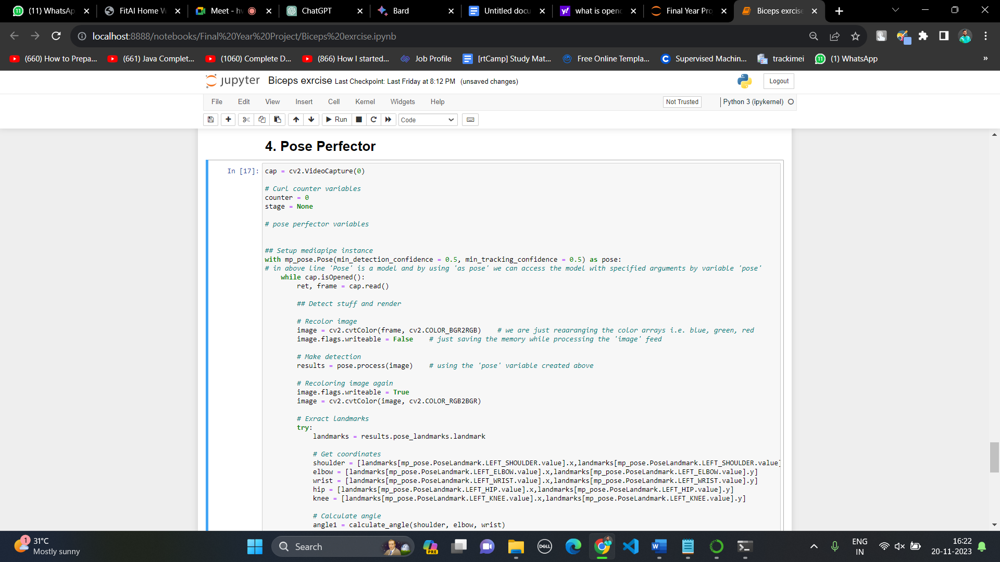 (11) WhatsAp
FitAI Home W
Meet - hv
ChatGPT
Bard
Untitled docu
what is openc
Final Year Pro
Biceps exrcise
localhost:8888/notebooks/Final%20Year%20Project/Biceps%20exrcise.ipynb
(660) How to Prepa...
(661) Java Complet...
(1060) Complete D...
(866) How I started...
Job Profile
[rtCamp] Study Mat...
Free Online Templa...
Supervised Machin...
trackimei
(1) WhatsApp
»
jupyter Biceps exrcise Last Checkpoint: Last Friday at 8:12 PM (unsaved changes)
Logout
File Edit View Insert Cell Kernel Widgets Help
Not Trusted
Python 3 (ipykernel)
Run
Code
4. Pose Perfector
In [17]: cap = cv2.VideoCapture(0)
# Curl counter variables
counter = 0
stage = None
# pose perfector variables
## Setup mediapipe instance
with mp_pose.Pose(min_detection_confidence = 0.5, min_tracking_confidence = 0.5) as pose:
# in above line 'Pose' is a model and by using 'as pose' we can access the model with specified arguments by variable 'pose'
while cap.isOpened():
ret, frame = cap.read()
## Detect stuff and render
# Recolor image
image = cv2.cvtColor(frame, cv2.COLOR_BGR2RGB) # we are just reaaranging the color arrays i.e. blue, green, red
image.flags.writeable = False # just saving the memory while processing the 'image' feed
# Make detection
results = pose.process(image) # using the 'pose' variable created above
# Recoloring image again
image.flags.writeable = True
image = cv2.cvtColor(image, cv2.COLOR_RGB2BGR)
# Exract landmarks
try:
landmarks = results.pose_landmarks.landmark
# Get coordinates
shoulder = [landmarks[mp_pose.PoseLandmark.LEFT_SHOULDER.value].x,landmarks[mp_pose.PoseLandmark.LEFT_SHOULDER.value]
elbow = [landmarks[mp_pose.PoseLandmark.LEFT_ELBOW.value].x,landmarks[mp_pose.PoseLandmark.LEFT_ELBOW.value].y]
wrist = [landmarks[mp_pose.PoseLandmark.LEFT_WRIST.value].x,landmarks[mp_pose.PoseLandmark.LEFT_WRIST.value].y]
hip = [landmarks[mp_pose.PoseLandmark.LEFT_HIP.value].x,landmarks[mp_pose.PoseLandmark.LEFT_HIP.value].y]
knee = [landmarks[mp_pose.PoseLandmark.LEFT_KNEE.value].x,landmarks[mp_pose.PoseLandmark.LEFT_KNEE.value].y]
# Calculate angle
angle1 = calculate_angle(shoulder, elbow, wrist)
1
31°C
Mostly sunny
Search
PRE
DELL
ENG
IN
16:22
20-11-2023